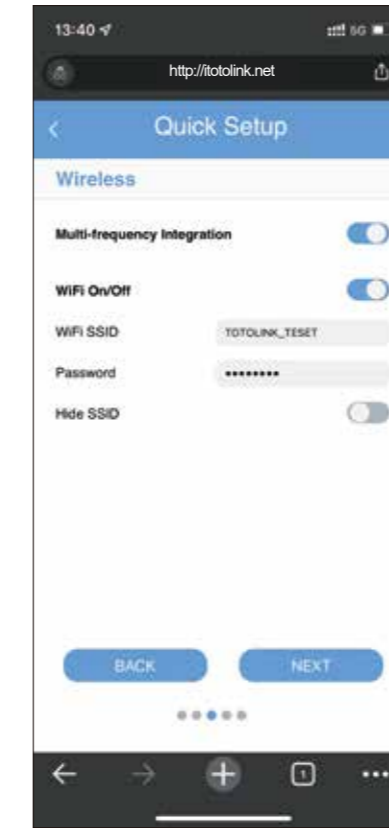 13:40
5G
http://itotolink.net
Quick Setup
Wireless
Multi-frequency Integration
WiFi On/Off
WiFi SSID TOTOLINK_TESET
Password ••••••••
Hide SSID
BACK NEXT
1